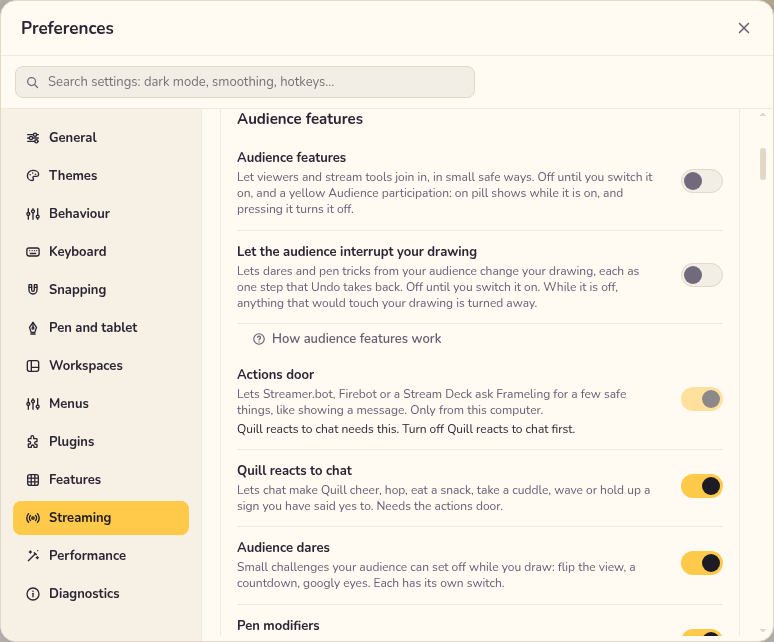 Preferences
Search settings: dark mode, smoothing, hotkeys...
General
Themes
Behaviour
Keyboard
Snapping
Pen and tablet
Workspaces
Menus
Plugins
Features
Streaming
Performance
Diagnostics
Audience features
Audience features
Let viewers and stream tools join in, in small safe ways. Off until you switch it
on, and a yellow Audience participation: on pill shows while it is on, and
pressing it turns it off.
Let the audience interrupt your drawing
Lets dares and pen tricks from your audience change your drawing, each as
one step that Undo takes back. Off until you switch it on. While it is off,
anything that would touch your drawing is turned away.
How audience features work
Actions door
Lets Streamer.bot, Firebot or a Stream Deck ask Frameling for a few safe
things, like showing a message. Only from this computer.
Quill reacts to chat needs this. Turn off Quill reacts to chat first.
Quill reacts to chat
Lets chat make Quill cheer, hop, eat a snack, take a cuddle, wave or hold up a
sign you have said yes to. Needs the actions door.
Audience dares
Small challenges your audience can set off while you draw: flip the view, a
countdown, googly eyes. Each has its own switch.
Pen modifiers